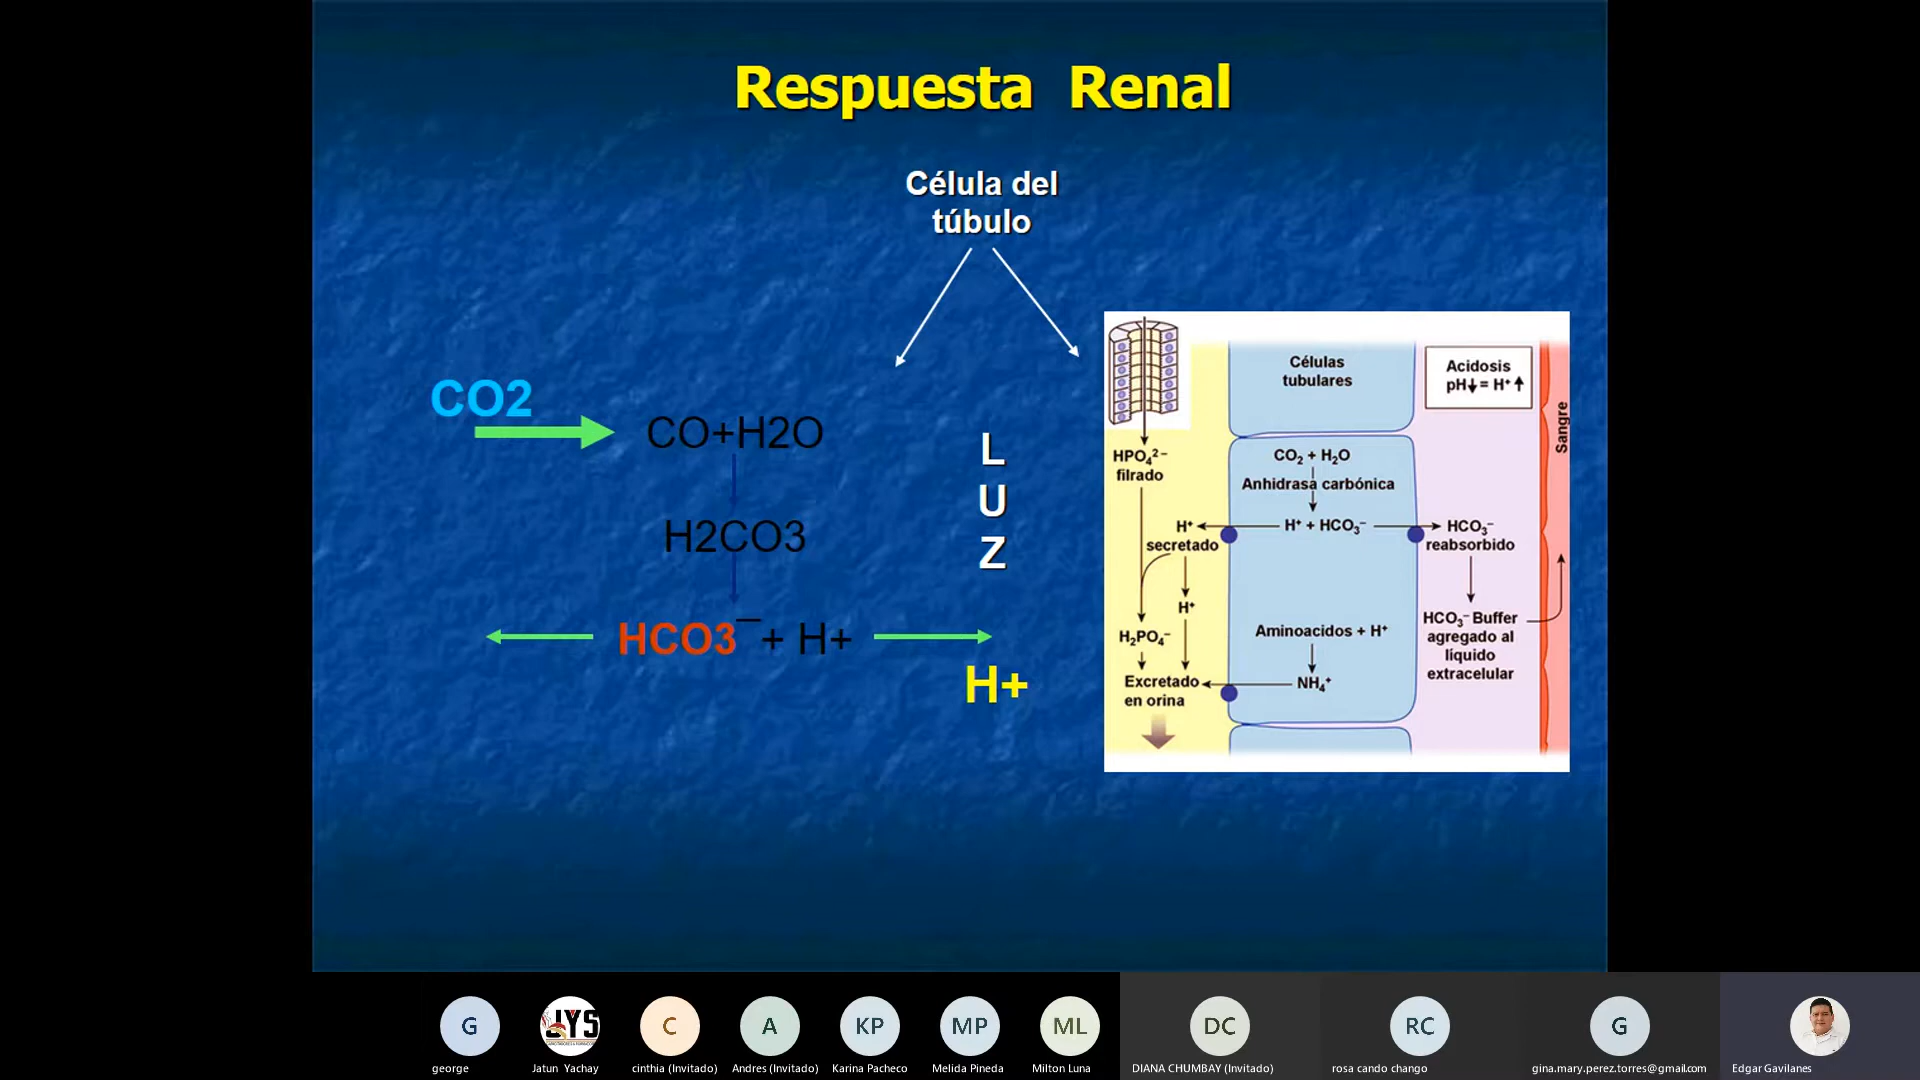 Respuesta Renal
Célula del
túbulo
CO2
CO+H2O
H2CO3
HCO3¯+ H+
L
U
Z
H+
Células
tubulares
Acidosis
pH↓= H⁺↑
Sangre
HPO₄²⁻
filrado
CO₂ + H₂O
Anhidrasa carbónica
H⁺
secretado
H⁺ + HCO₃⁻
HCO₃⁻
reabsorbido
H⁺
H₂PO₄⁻
Aminoacidos + H⁺
HCO₃⁻ Buffer
agregado al
líquido
extracelular
Excretado
en orina
NH₄⁺
G
JYS
C
A
KP
MP
ML
DC
RC
G
george
Jatun Yachay
cinthia (Invitado)
Andres (Invitado)
Karina Pacheco
Melida Pineda
Milton Luna
DIANA CHUMBAY (Invitado)
rosa cando chango
gina.mary.perez.torres@gmail.com
Edgar Gavilanes